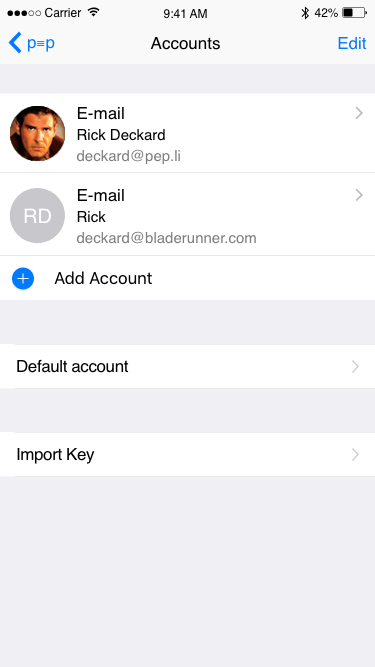 Carrier 9:41 AM 42%
p≡p Accounts Edit
E-mail
Rick Deckard
deckard@pep.li
RD
E-mail
Rick
deckard@bladerunner.com
Add Account
Default account
Import Key